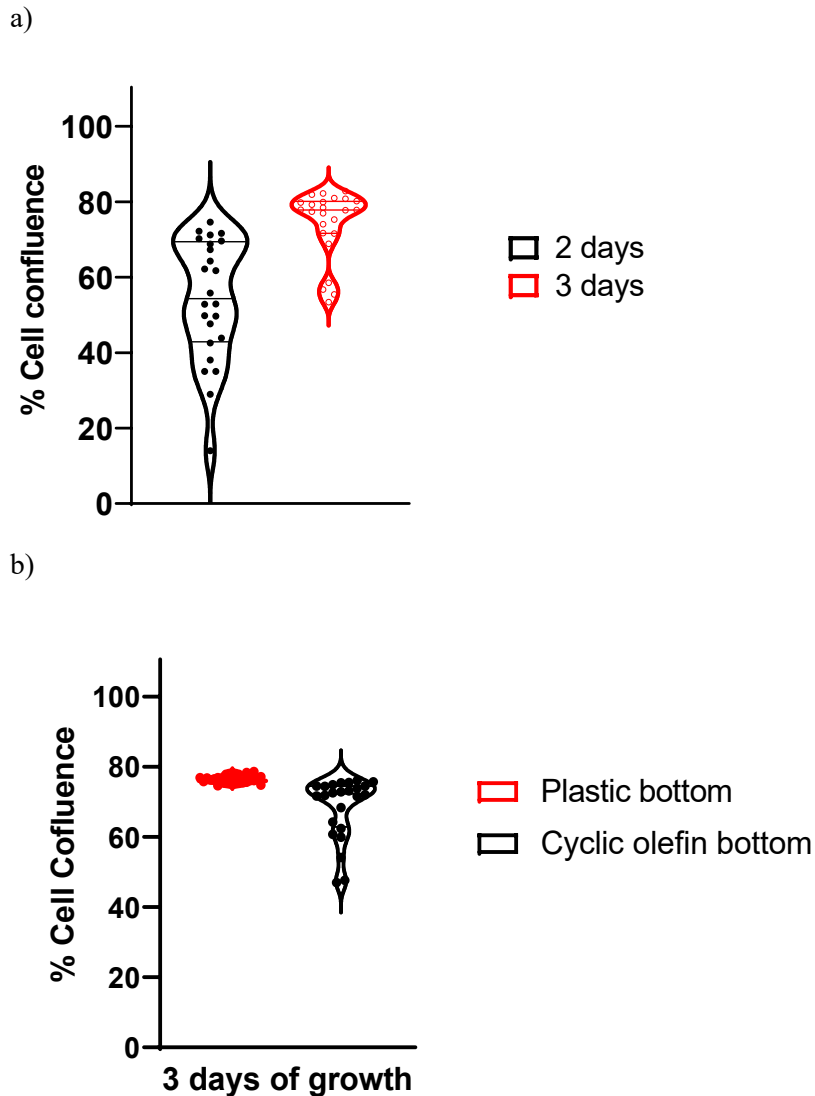 a)
100
80
60
40
20
0
% Cell confluence
2 days
3 days
b)
100
80
60
40
20
0
% Cell Cofluence
3 days of growth
Plastic bottom
Cyclic olefin bottom